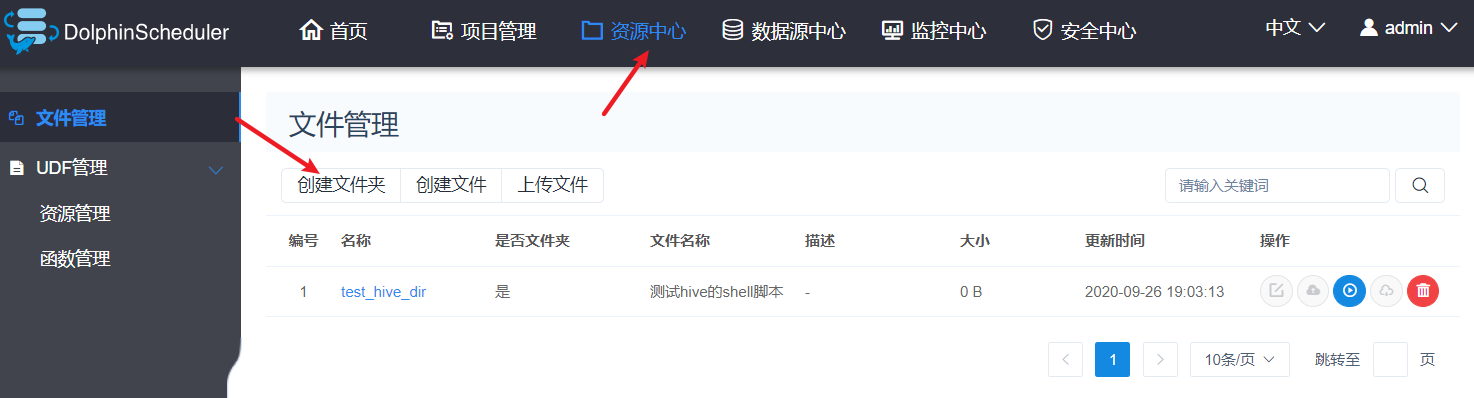 DolphinScheduler 首页 项目管理 资源中心 数据源中心 监控中心 安全中心 中文 admin
文件管理
UDF管理
资源管理
函数管理
文件管理
创建文件夹 创建文件 上传文件 请输入关键词
编号 名称 是否文件夹 文件名称 描述 大小 更新时间 操作
1 test_hive_dir 是 测试hive的shell脚本 - 0 B 2020-09-26 19:03:13
1 10条/页 跳转至 页